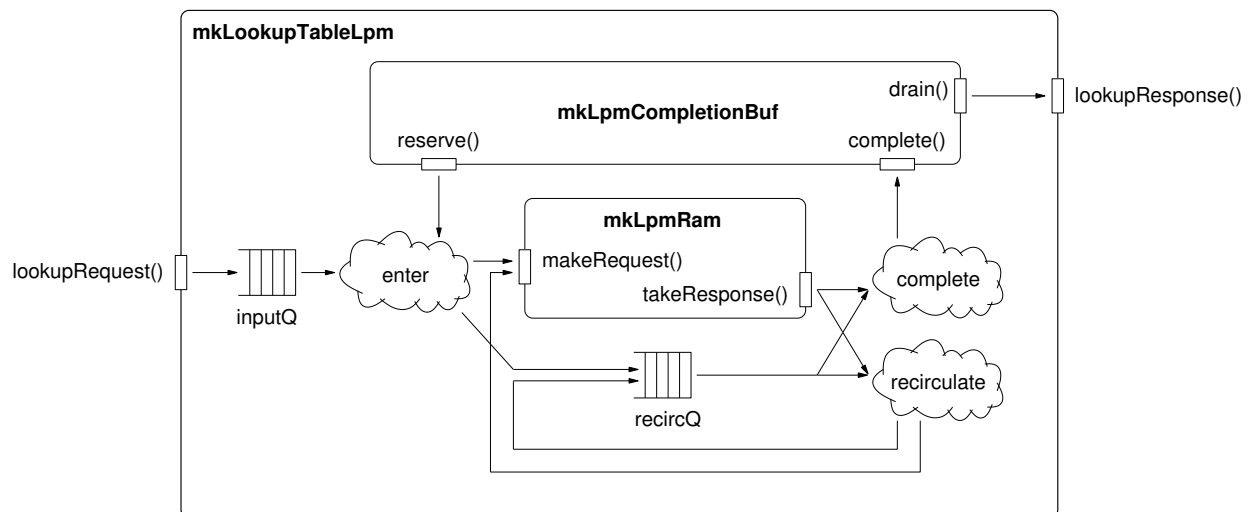 mkLookupTableLpm
drain()
lookupResponse()
mkLpmCompletionBuf
reserve()
complete()
mkLpmRam
lookupRequest()
enter
makeRequest()
complete
takeResponse()
inputQ
recirculate
recircQ